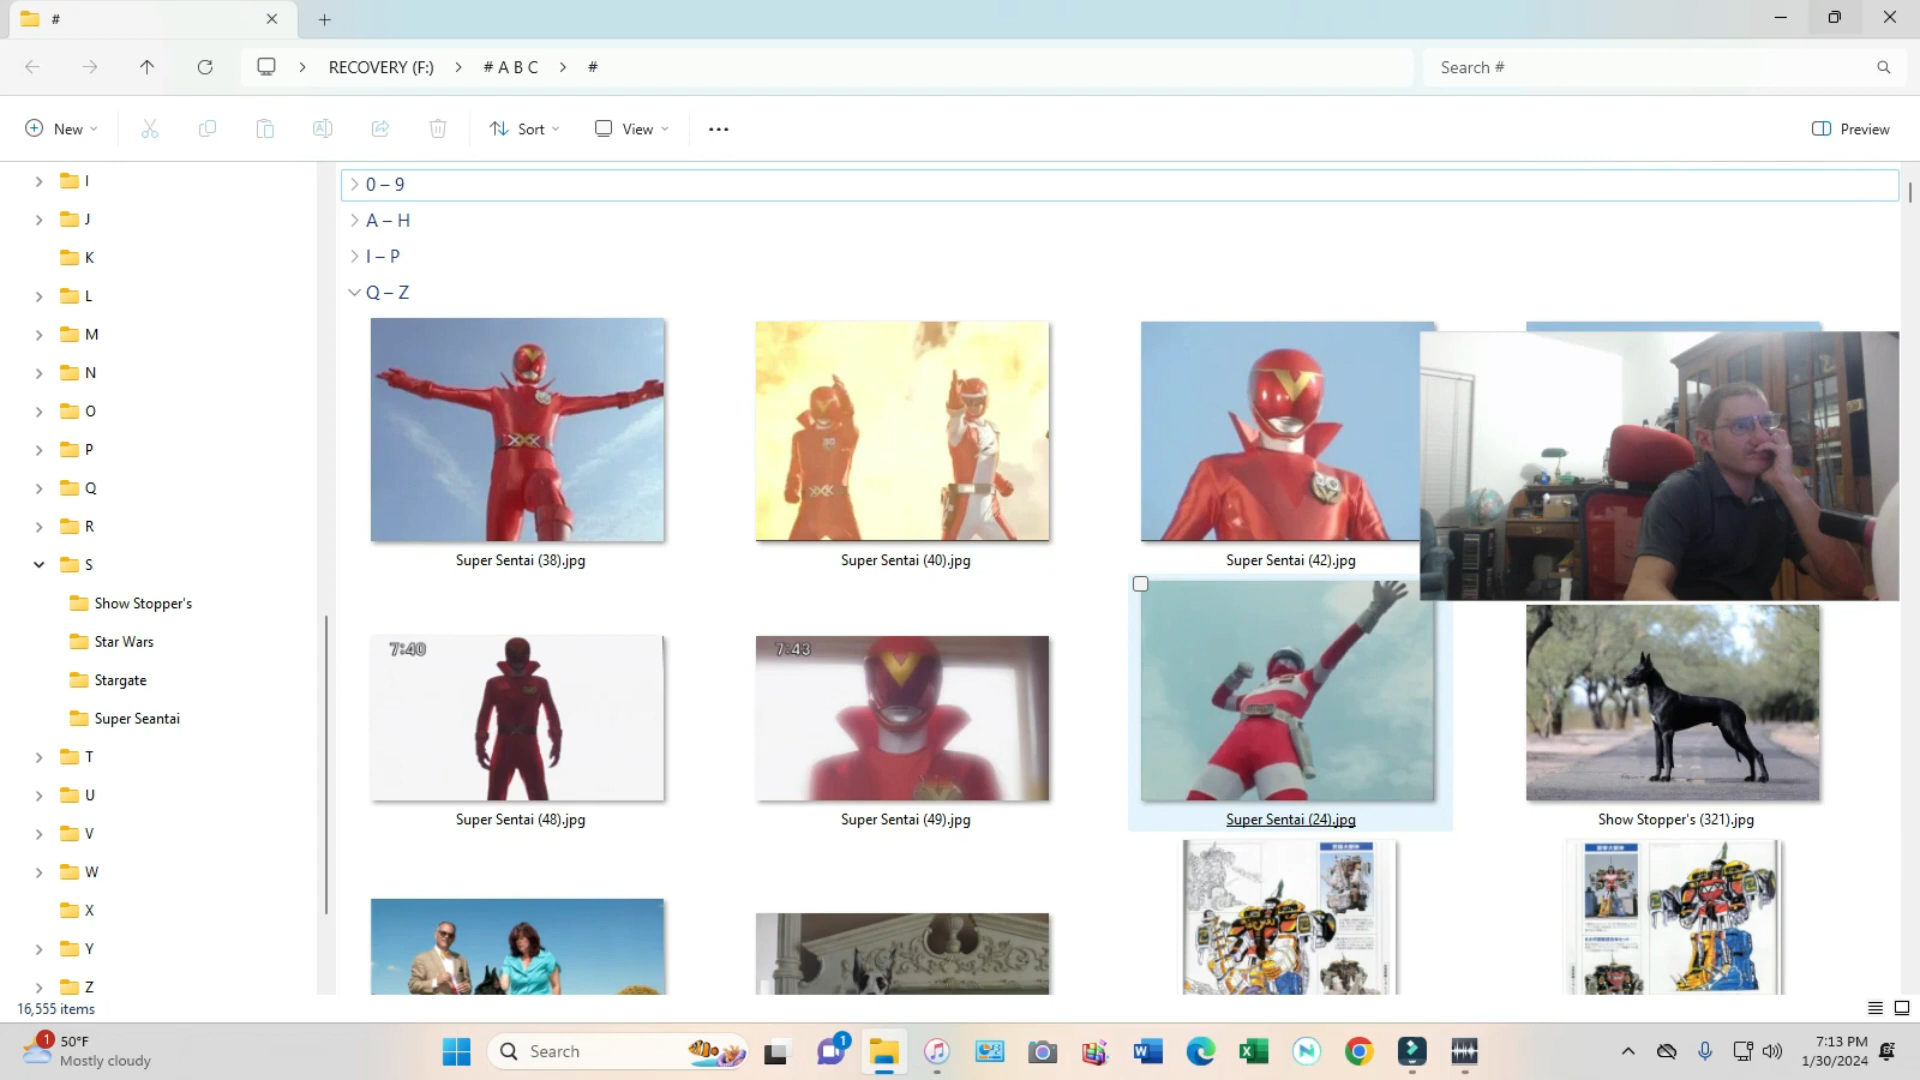 #
RECOVERY (F:) > # A B C > #
Search #
New
Sort
View
Preview
I
J
K
L
M
N
O
P
Q
R
S
Show Stopper's
Star Wars
Stargate
Super Seantai
T
U
V
W
X
Y
Z
0 – 9
A – H
I – P
Q – Z
Super Sentai (38).jpg
Super Sentai (40).jpg
Super Sentai (42).jpg
7:40
7:43
Super Sentai (48).jpg
Super Sentai (49).jpg
Super Sentai (24).jpg
Show Stopper's (321).jpg
16,555 items
1
50°F
Mostly cloudy
Search
1
7:13 PM
1/30/2024